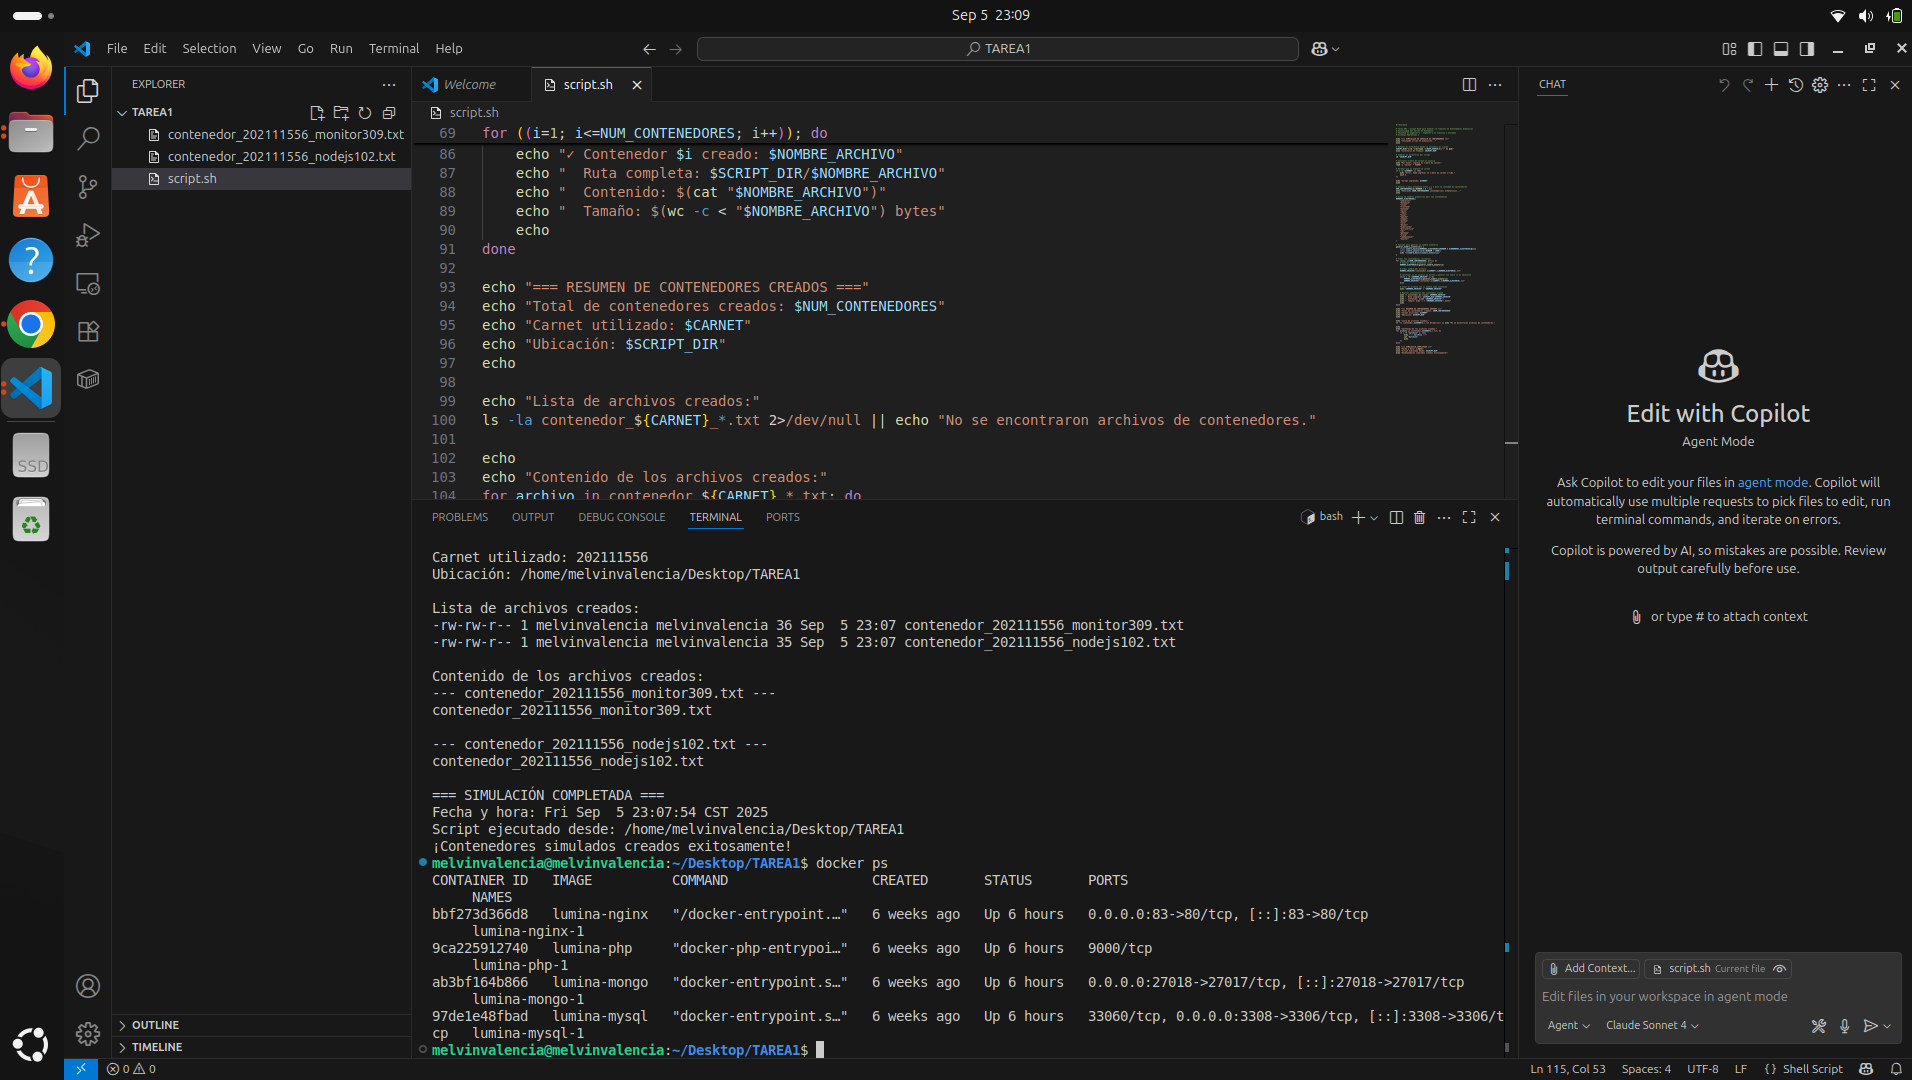 Sep 5 23:09
File Edit Selection View Go Run Terminal Help
TAREA1
EXPLORER
TAREA1
contenedor_202111556_monitor309.txt
contenedor_202111556_nodejs102.txt
script.sh
OUTLINE
TIMELINE
SSD
Welcome
script.sh
script.sh
69 for ((i=1; i<=NUM_CONTENEDORES; i++)); do
86 echo "✓ Contenedor $i creado: $NOMBRE_ARCHIVO"
87 echo "  Ruta completa: $SCRIPT_DIR/$NOMBRE_ARCHIVO"
88 echo "  Contenido: $(cat "$NOMBRE_ARCHIVO")"
89 echo "  Tamaño: $(wc -c < "$NOMBRE_ARCHIVO") bytes"
90 echo
91 done
92
93 echo "=== RESUMEN DE CONTENEDORES CREADOS ==="
94 echo "Total de contenedores creados: $NUM_CONTENEDORES"
95 echo "Carnet utilizado: $CARNET"
96 echo "Ubicación: $SCRIPT_DIR"
97 echo
98
99 echo "Lista de archivos creados:"
100 ls -la contenedor_${CARNET}_*.txt 2>/dev/null || echo "No se encontraron archivos de contenedores."
101
102 echo
103 echo "Contenido de los archivos creados:"
104 for archivo in contenedor_${CARNET}_*.txt; do
PROBLEMS OUTPUT DEBUG CONSOLE TERMINAL PORTS
bash
Carnet utilizado: 202111556
Ubicación: /home/melvinvalencia/Desktop/TAREA1
Lista de archivos creados:
-rw-rw-r-- 1 melvinvalencia melvinvalencia 36 Sep  5 23:07 contenedor_202111556_monitor309.txt
-rw-rw-r-- 1 melvinvalencia melvinvalencia 35 Sep  5 23:07 contenedor_202111556_nodejs102.txt
Contenido de los archivos creados:
--- contenedor_202111556_monitor309.txt ---
contenedor_202111556_monitor309.txt
--- contenedor_202111556_nodejs102.txt ---
contenedor_202111556_nodejs102.txt
=== SIMULACIÓN COMPLETADA ===
Fecha y hora: Fri Sep  5 23:07:54 CST 2025
Script ejecutado desde: /home/melvinvalencia/Desktop/TAREA1
¡Contenedores simulados creados exitosamente!
melvinvalencia@melvinvalencia:~/Desktop/TAREA1$ docker ps
CONTAINER ID   IMAGE          COMMAND                  CREATED       STATUS       PORTS
NAMES
bbf273d366d8   lumina-nginx   "/docker-entrypoint.…"   6 weeks ago   Up 6 hours   0.0.0.0:83->80/tcp, [::]:83->80/tcp
lumina-nginx-1
9ca225912740   lumina-php     "docker-php-entrypoi…"   6 weeks ago   Up 6 hours   9000/tcp
lumina-php-1
ab3bf164b866   lumina-mongo   "docker-entrypoint.s…"   6 weeks ago   Up 6 hours   0.0.0.0:27018->27017/tcp, [::]:27018->27017/tcp
lumina-mongo-1
97de1e48fbad   lumina-mysql   "docker-entrypoint.s…"   6 weeks ago   Up 6 hours   33060/tcp, 0.0.0.0:3308->3306/tcp, [::]:3308->3306/t
cp   lumina-mysql-1
melvinvalencia@melvinvalencia:~/Desktop/TAREA1$
CHAT
Edit with Copilot
Agent Mode
Ask Copilot to edit your files in agent mode. Copilot will
automatically use multiple requests to pick files to edit, run
terminal commands, and iterate on errors.
Copilot is powered by AI, so mistakes are possible. Review
output carefully before use.
or type # to attach context
Add Context... script.sh Current file
Edit files in your workspace in agent mode
Agent Claude Sonnet 4
0 0
Ln 115, Col 53 Spaces: 4 UTF-8 LF {} Shell Script